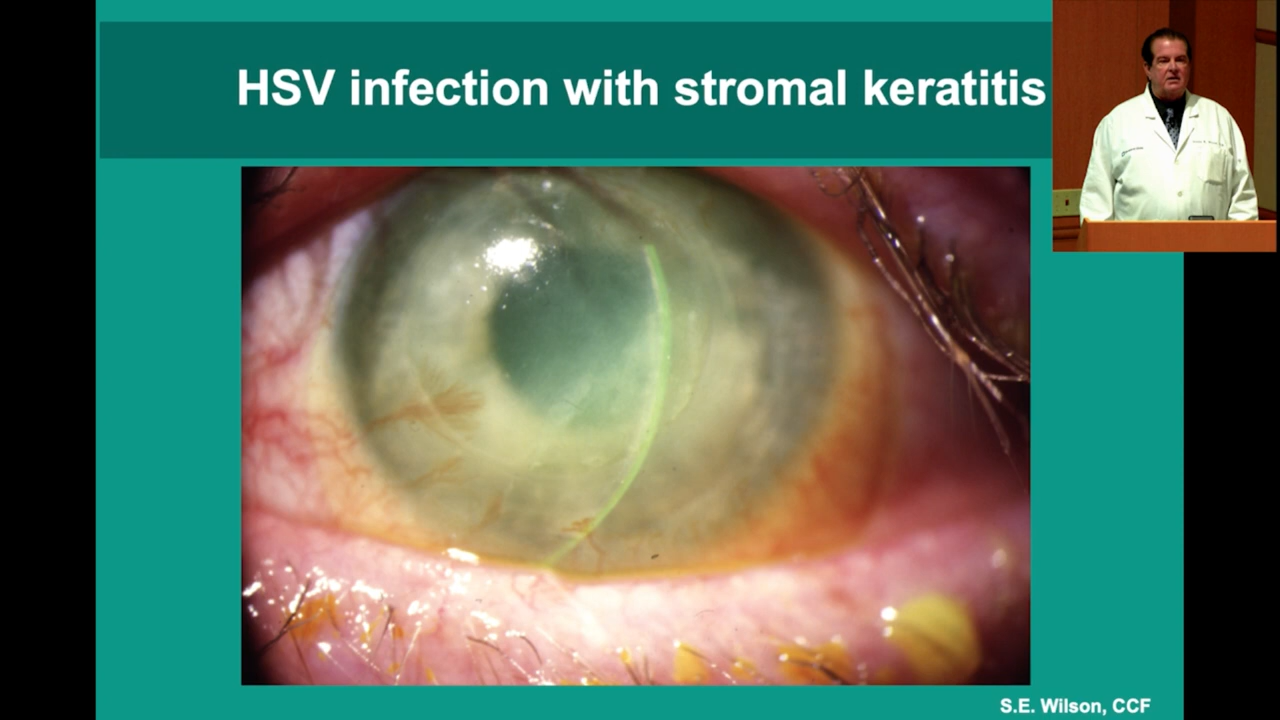 HSV infection with stromal keratitis
S.E. Wilson, CCF